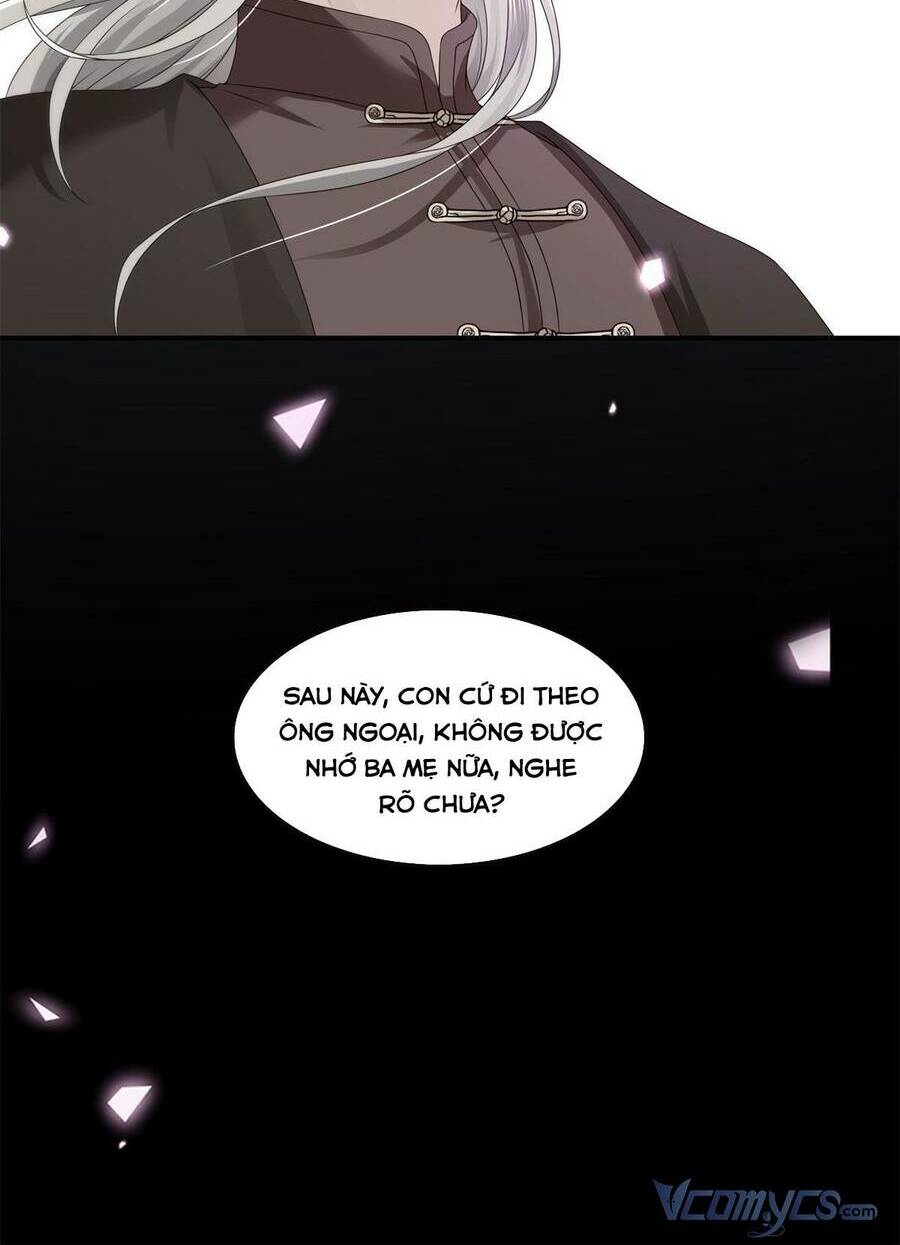 SAU NÀY, CON CỨ ĐI THEO
ÔNG NGOẠI, KHÔNG ĐƯỢC
NHỚ BA MẸ NỮA, NGHE
RÕ CHƯA?
VCOMYCS.com